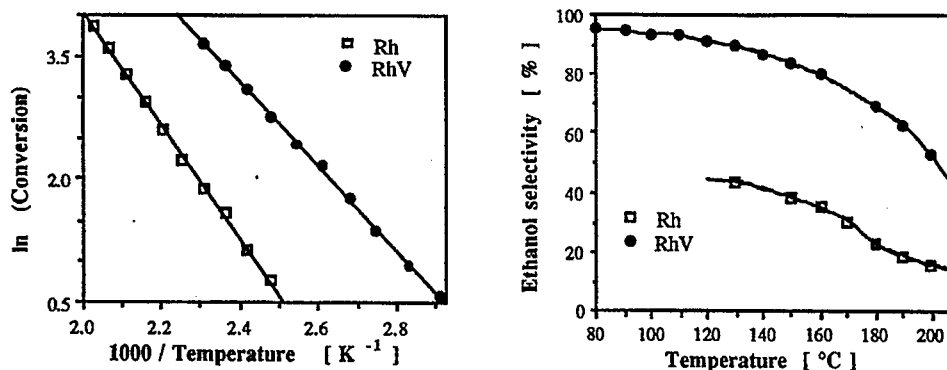 ln (Conversion)
3.5
2.0
0.5
Rh
RhV
2.0 2.2 2.4 2.6 2.8
1000 / Temperature [ K -1 ]
Ethanol selectivity [ % ]
100
80
60
40
20
0
Rh
RhV
80 100 120 140 160 180 200
Temperature [ °C ]